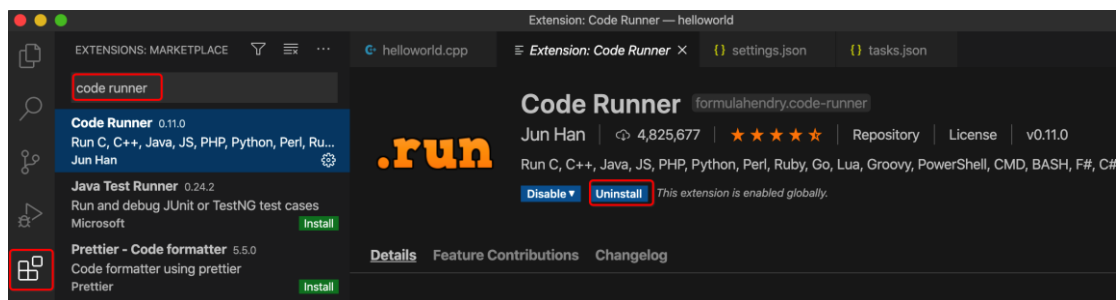 Extension: Code Runner — helloworld
EXTENSIONS: MARKETPLACE
helloworld.cpp
Extension: Code Runner
{} settings.json
{} tasks.json
code runner
Code Runner 0.11.0
Run C, C++, Java, JS, PHP, Python, Perl, Ru...
Jun Han
Java Test Runner 0.24.2
Run and debug JUnit or TestNG test cases
Microsoft
Install
Prettier - Code formatter 5.5.0
Code formatter using prettier
Prettier
Install
.run
Code Runner formulahendry.code-runner
Jun Han 4,825,677 Repository License v0.11.0
Run C, C++, Java, JS, PHP, Python, Perl, Ruby, Go, Lua, Groovy, PowerShell, CMD, BASH, F#, C#
Disable Uninstall This extension is enabled globally.
Details Feature Contributions Changelog